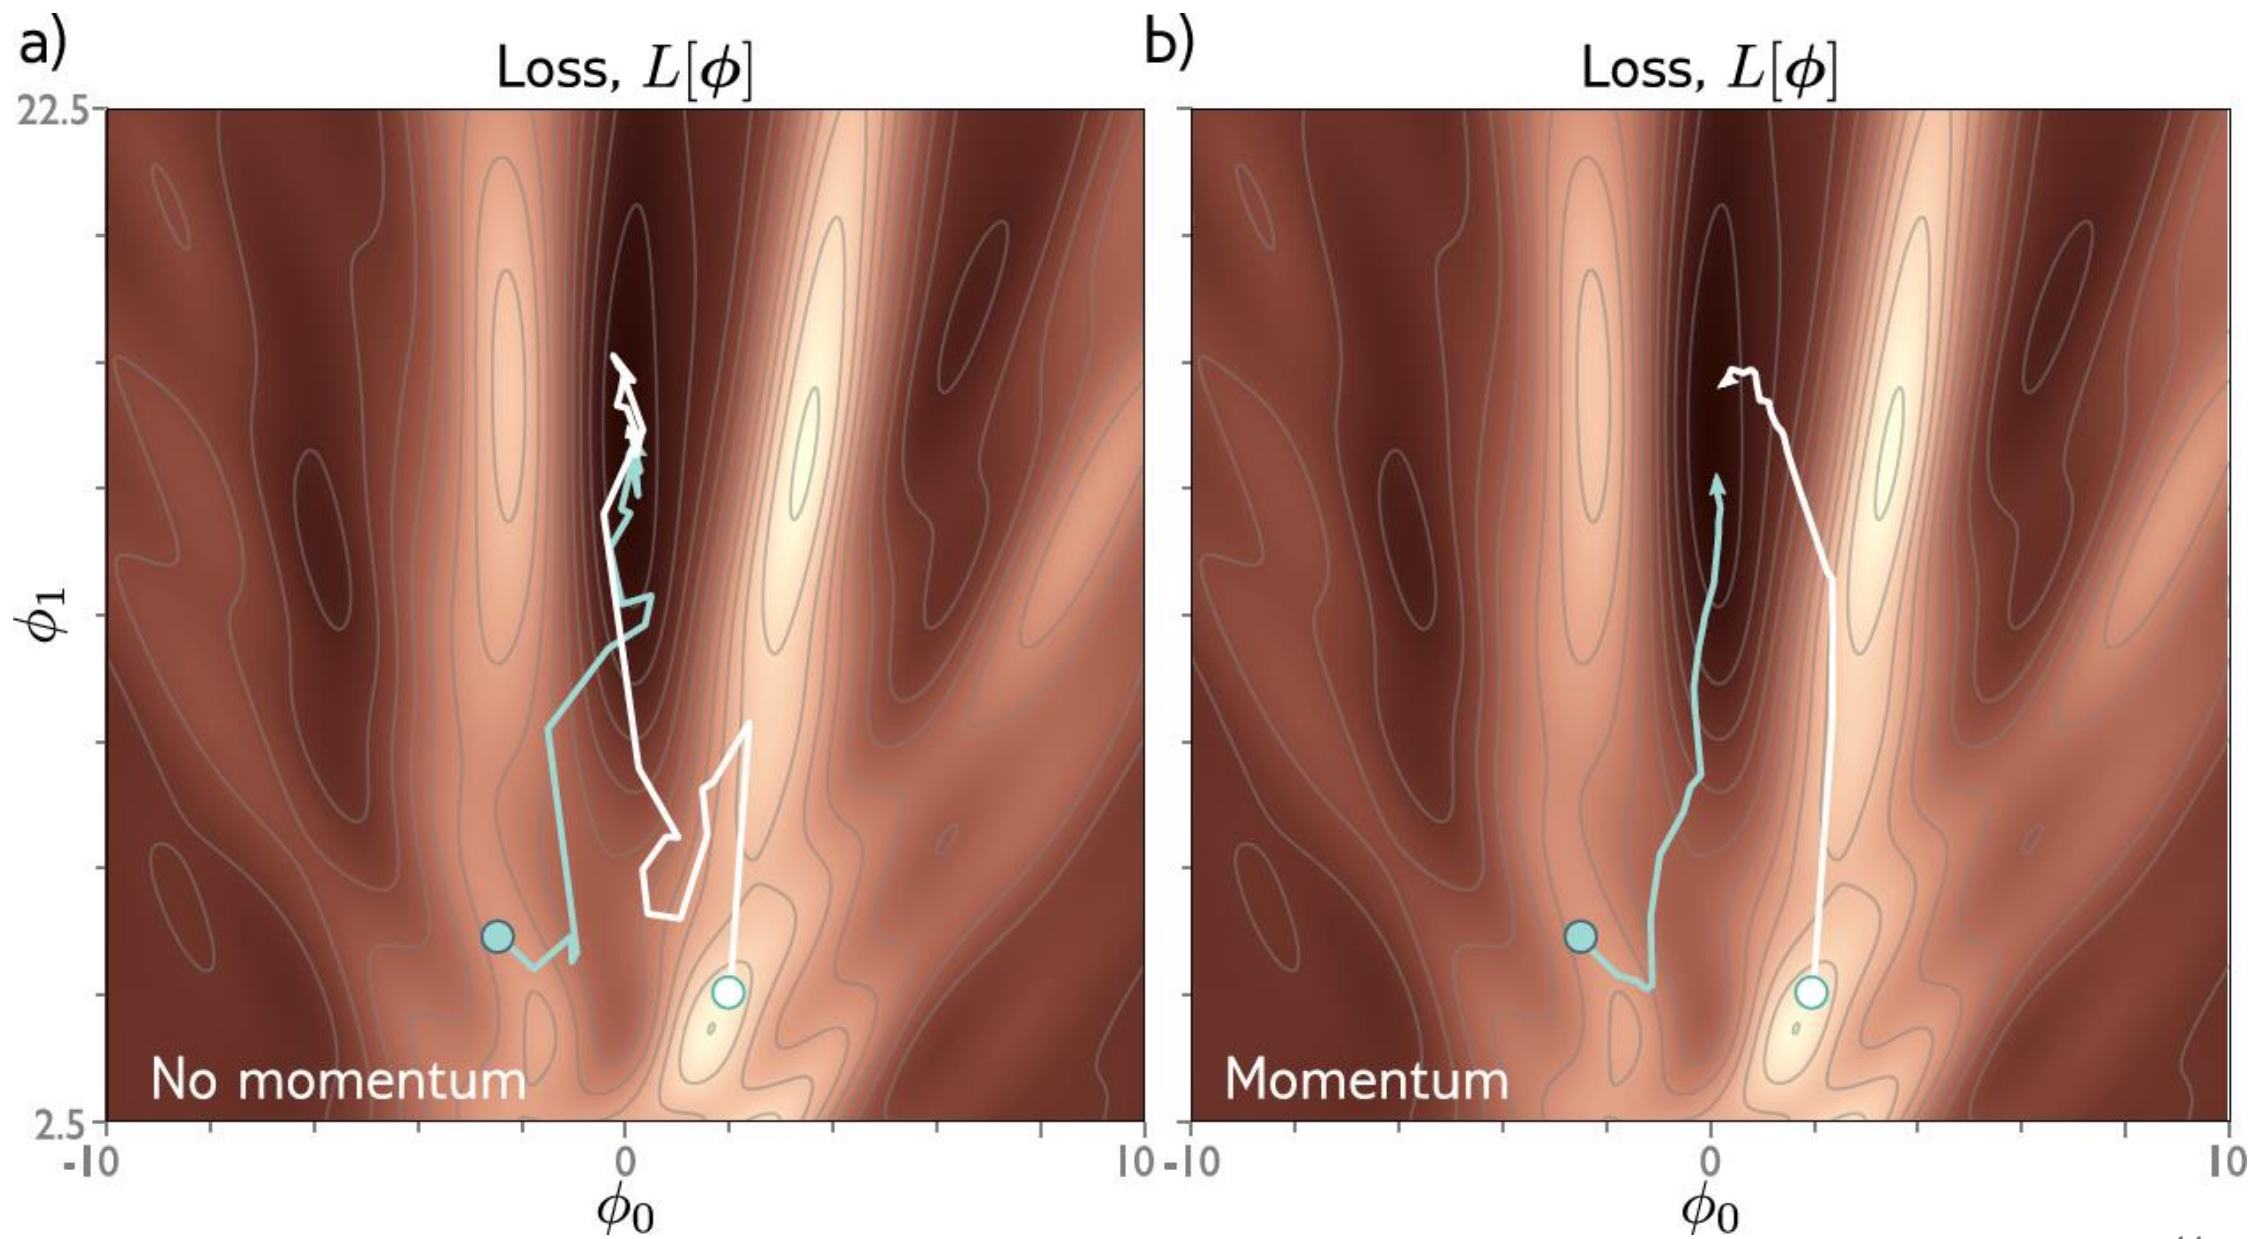 a)
Loss, L[ϕ]
22.5
ϕ1
No momentum
2.5
-10
0
10
ϕ0
b)
Loss, L[ϕ]
Momentum
-10
0
10
ϕ0